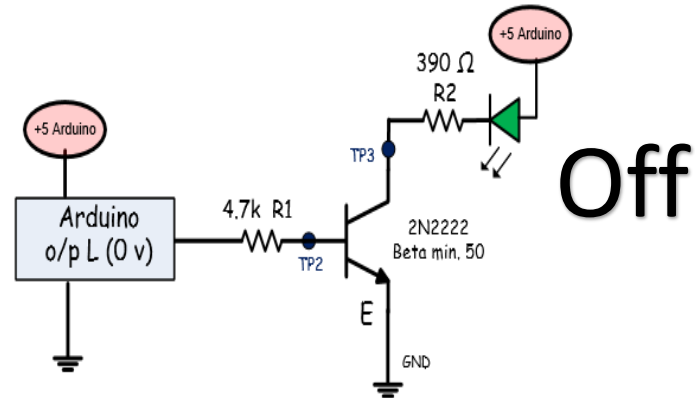 +5 Arduino
390 Ω
R2
+5 Arduino
Off
TP3
Arduino
o/p L (0 v)
4.7k R1
TP2
2N2222
Beta min. 50
E
GND